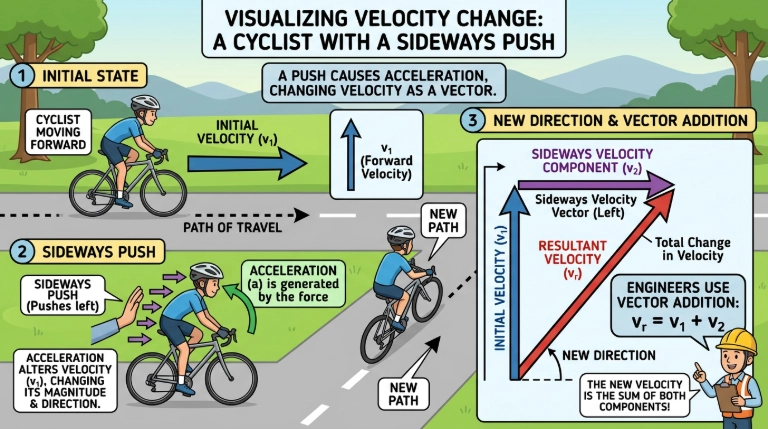 VISUALIZING VELOCITY CHANGE:
A CYCLIST WITH A SIDEWAYS PUSH
1 INITIAL STATE
CYCLIST
MOVING
FORWARD
INITIAL
VELOCITY (v₁)
PATH OF TRAVEL
A PUSH CAUSES ACCELERATION,
CHANGING VELOCITY AS A VECTOR.
v₁
(Forward
Velocity)
2 SIDEWAYS PUSH
SIDEWAYS
PUSH
(Pushes left)
ACCELERATION
(a) is generated
by the force
ACCELERATION
ALTERS VELOCITY
(v₁), CHANGING
ITS MAGNITUDE
& DIRECTION.
NEW
PATH
NEW
PATH
3 NEW DIRECTION & VECTOR ADDITION
SIDEWAYS VELOCITY
COMPONENT (v₂)
Sideways Velocity
Vector (Left)
INITIAL VELOCITY (v₁)
RESULTANT
VELOCITY
(vᵣ)
Total Change
in Velocity
NEW DIRECTION
ENGINEERS USE
VECTOR ADDITION:
vᵣ = v₁ + v₂
THE NEW VELOCITY
IS THE SUM OF BOTH
COMPONENTS!